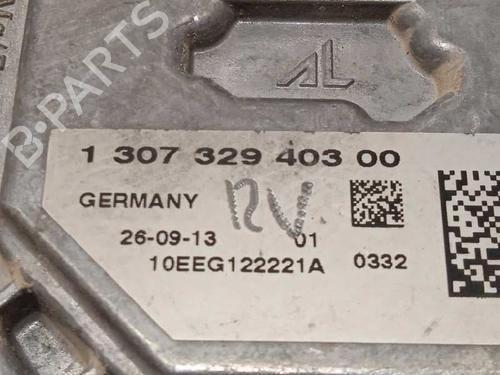 B-PARTS
AL
1 307 329 403 00
GERMANY
RV
26-09-13 01
10EEG122221A 0332